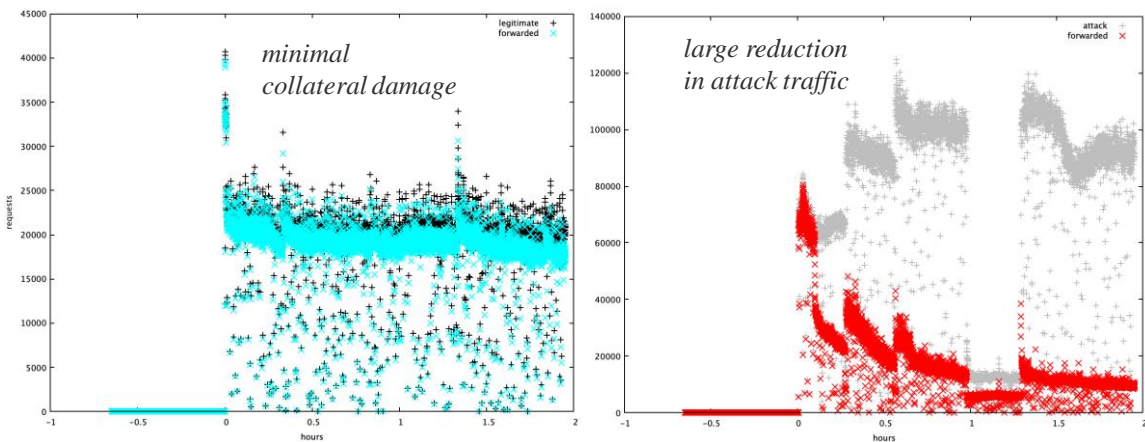 45000
40000
35000
30000
25000
20000
15000
10000
5000
0
requests
-1
-0.5
0
0.5
1
1.5
2
hours
legitimate
forwarded
minimal
collateral damage
140000
120000
100000
80000
60000
40000
20000
0
-1
-0.5
0
0.5
1
1.5
2
hours
attack
forwarded
large reduction
in attack traffic